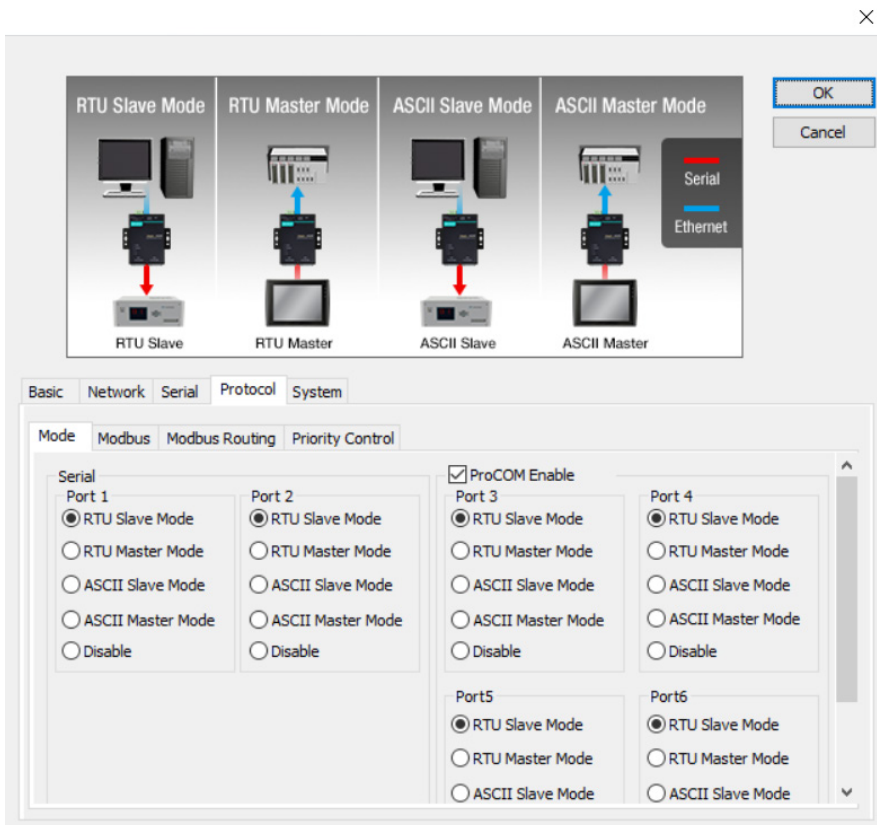 RTU Slave Mode RTU Master Mode ASCII Slave Mode ASCII Master Mode
OK
Cancel
Serial
Ethernet
RTU Slave RTU Master ASCII Slave ASCII Master
Basic Network Serial Protocol System
Mode Modbus Modbus Routing Priority Control
Serial
Port 1
RTU Slave Mode
RTU Master Mode
ASCII Slave Mode
ASCII Master Mode
Disable
Port 2
RTU Slave Mode
RTU Master Mode
ASCII Slave Mode
ASCII Master Mode
Disable
ProCOM Enable
Port 3
RTU Slave Mode
RTU Master Mode
ASCII Slave Mode
ASCII Master Mode
Disable
Port 4
RTU Slave Mode
RTU Master Mode
ASCII Slave Mode
ASCII Master Mode
Disable
Port5
RTU Slave Mode
RTU Master Mode
ASCII Slave Mode
Port6
RTU Slave Mode
RTU Master Mode
ASCII Slave Mode